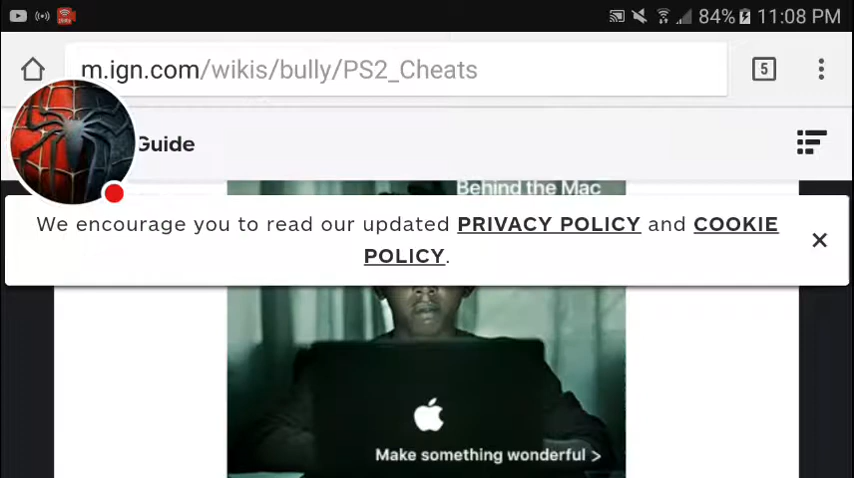 84% 11:08 PM
m.ign.com/wikis/bully/PS2_Cheats
5
Guide
Behind the Mac
We encourage you to read our updated PRIVACY POLICY and COOKIE
POLICY.
Make something wonderful >